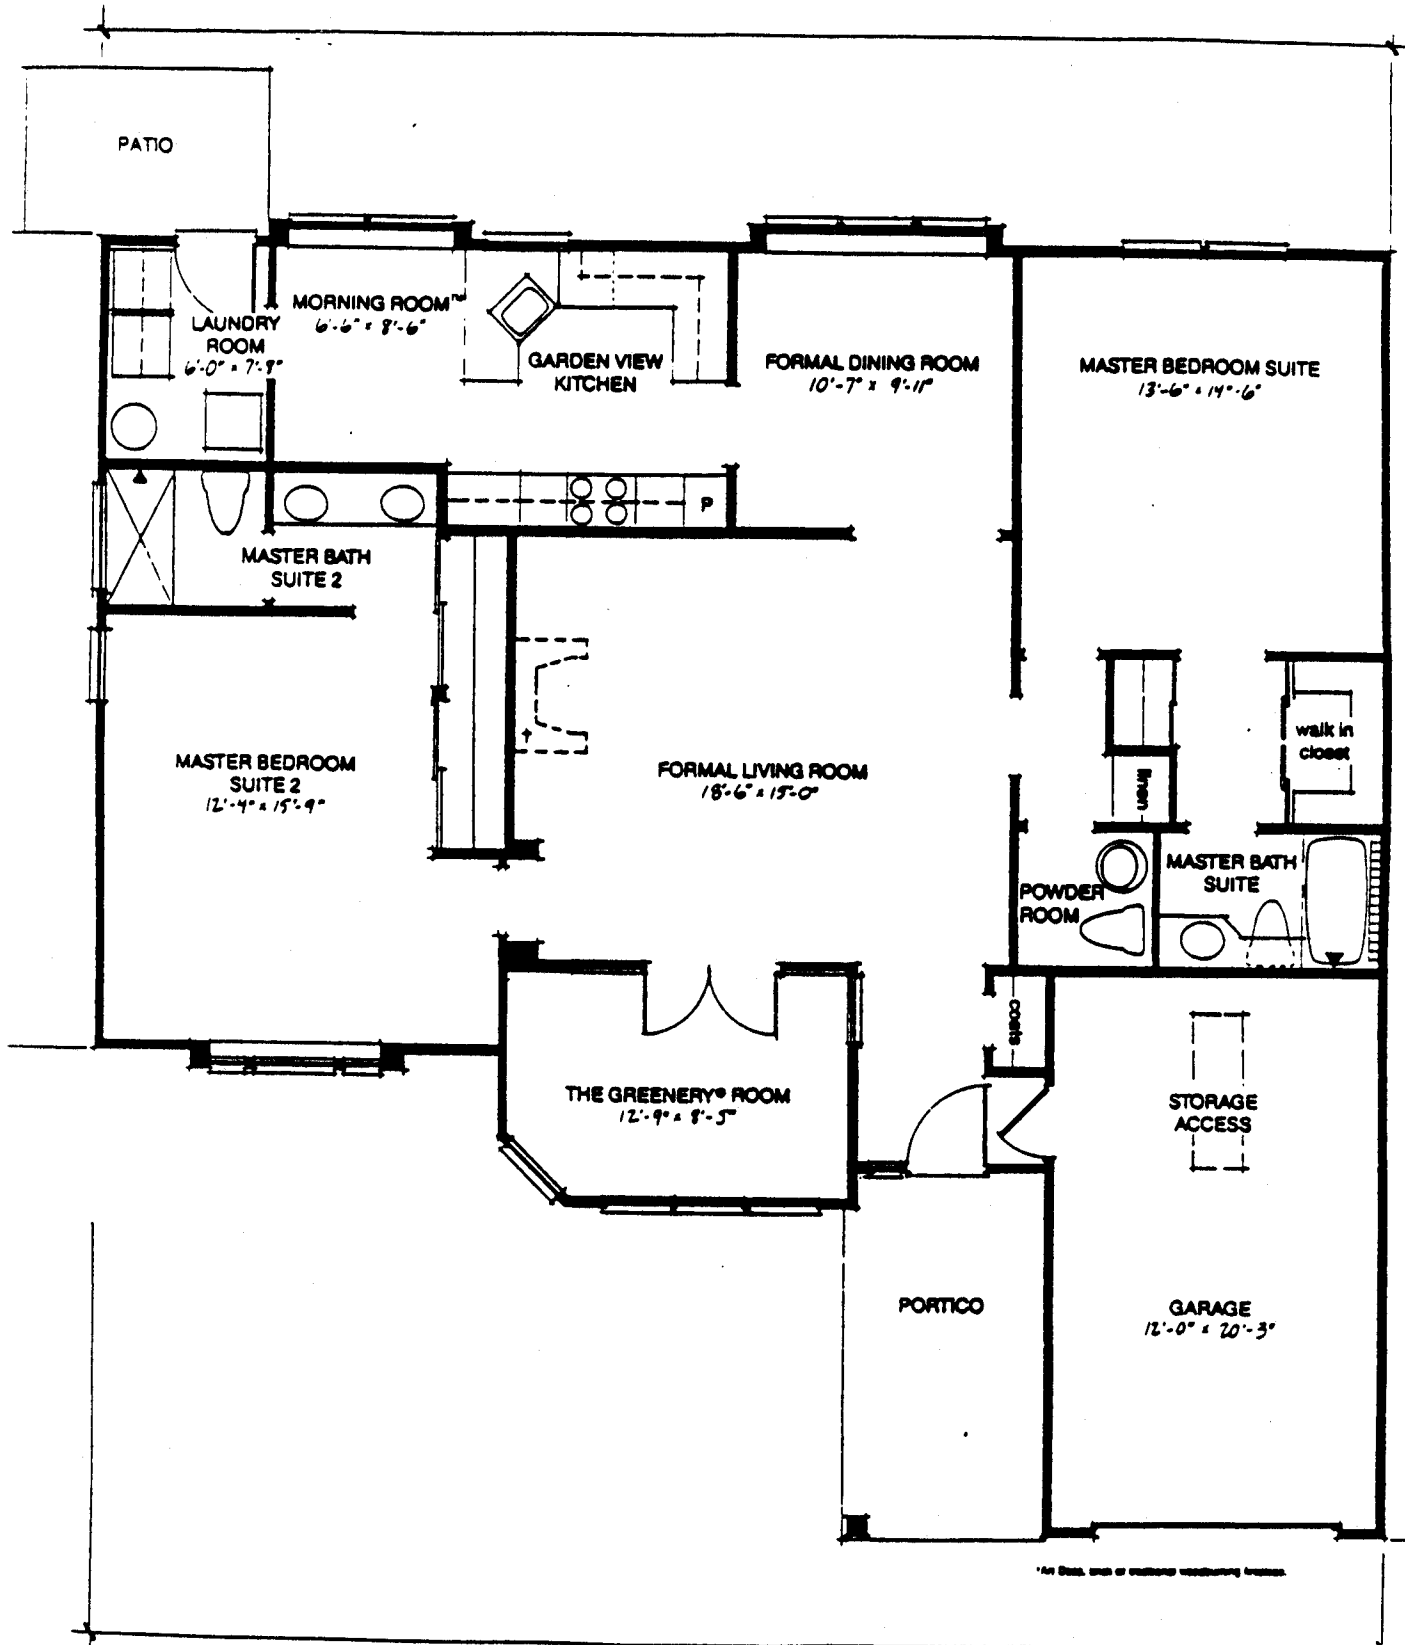 PATIO
MORNING ROOM™
6'-6" x 8'-6"
LAUNDRY
ROOM
6'-0" x 7'-8"
GARDEN VIEW
KITCHEN
FORMAL DINING ROOM
10'-7" x 9'-11"
MASTER BEDROOM SUITE
13'-6" x 14'-6"
P
MASTER BATH
SUITE 2
MASTER BEDROOM
SUITE 2
12'-4" x 15'-9"
†
FORMAL LIVING ROOM
18'-6" x 15'-0"
walk in
closet
linen
MASTER BATH
SUITE
POWDER
ROOM
coats
THE GREENERY® ROOM
12'-9" x 8'-5"
STORAGE
ACCESS
PORTICO
GARAGE
12'-0" x 20'-3"
woodburning fireplace.